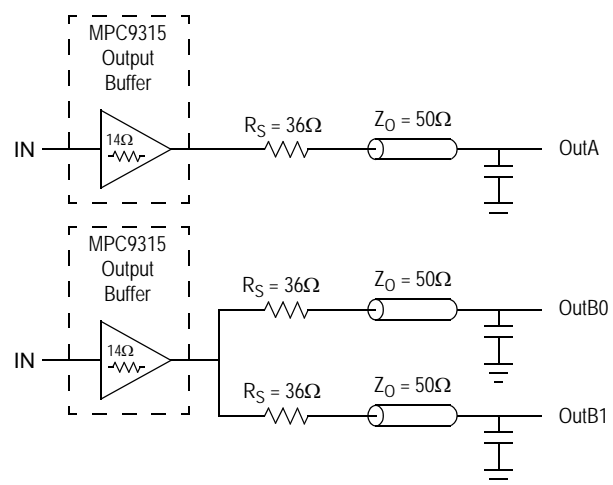 MPC9315
Output
Buffer
14Ω
IN
R_S = 36Ω
Z_O = 50Ω
OutA
MPC9315
Output
Buffer
14Ω
IN
R_S = 36Ω
Z_O = 50Ω
OutB0
R_S = 36Ω
Z_O = 50Ω
OutB1